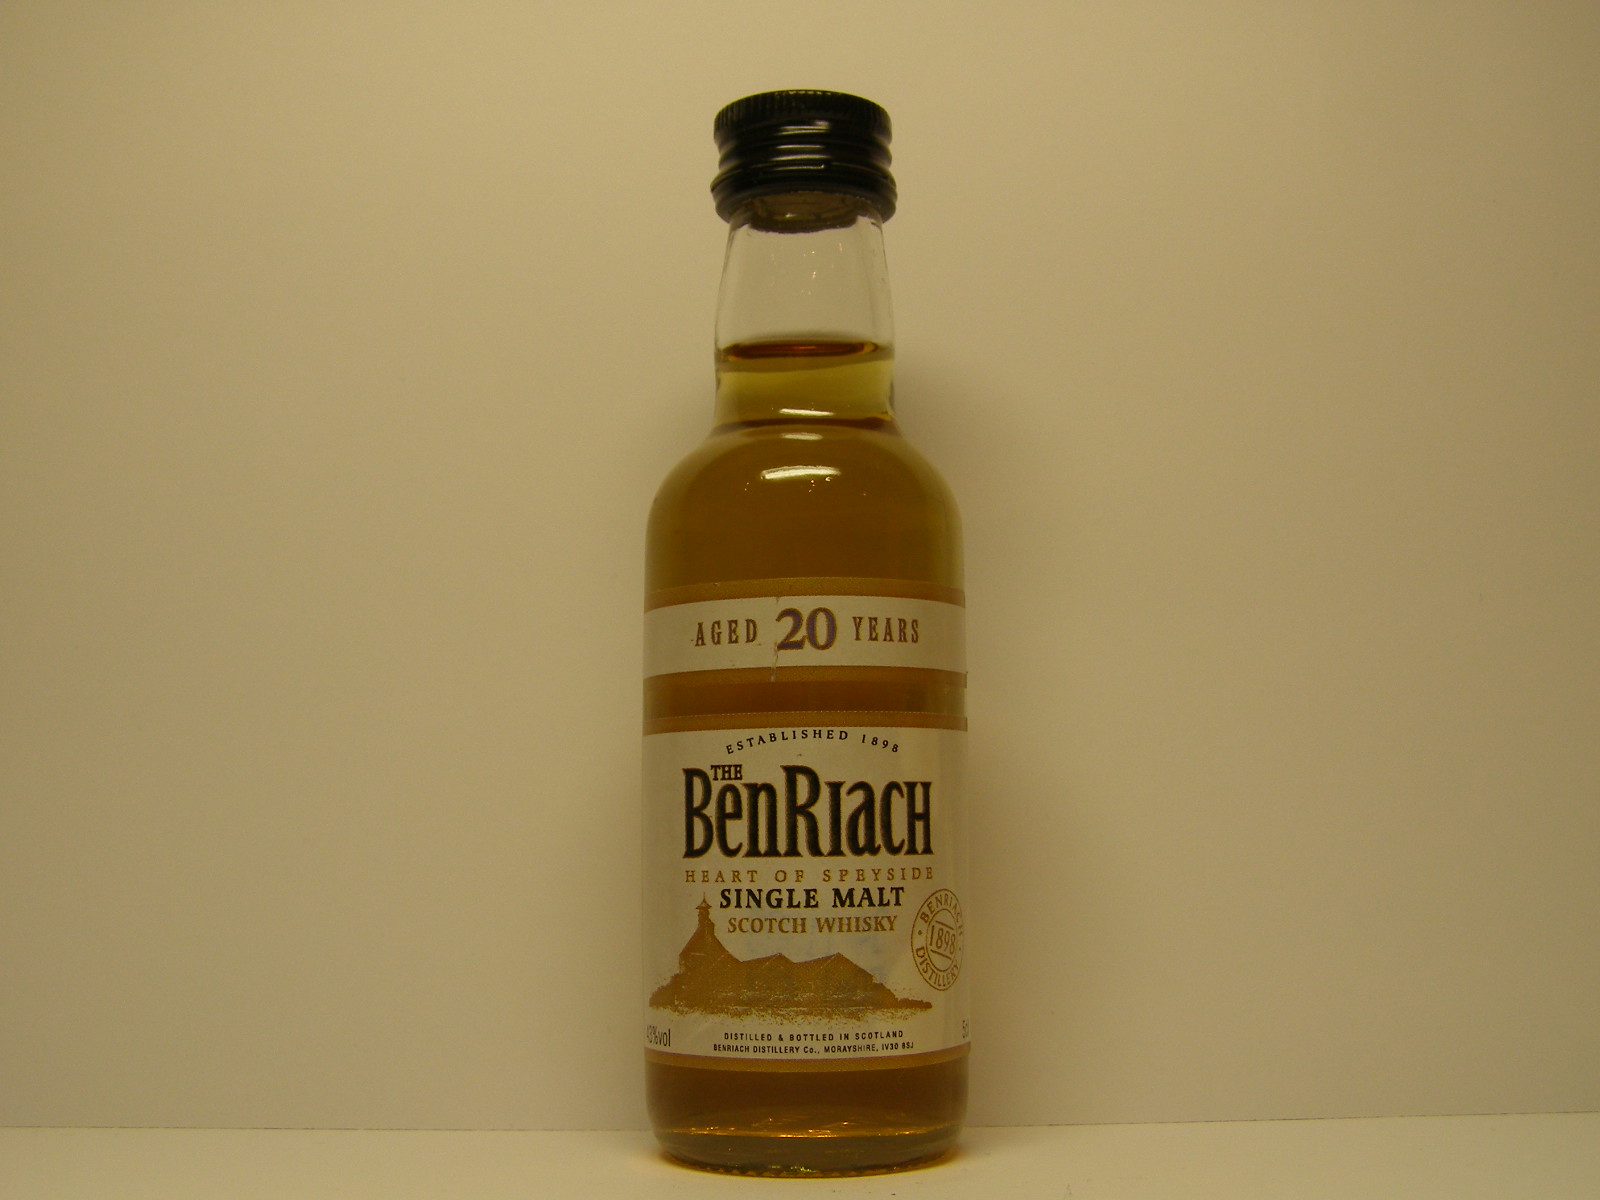 AGED 20 YEARS
ESTABLISHED 1898
THE
BENRIACH
HEART OF SPEYSIDE
SINGLE MALT
SCOTCH WHISKY
BENRIACH
1898
DISTILLERY
43%vol
DISTILLED & BOTTLED IN SCOTLAND
BENRIACH DISTILLERY Co., MORAYSHIRE, IV30 8SJ